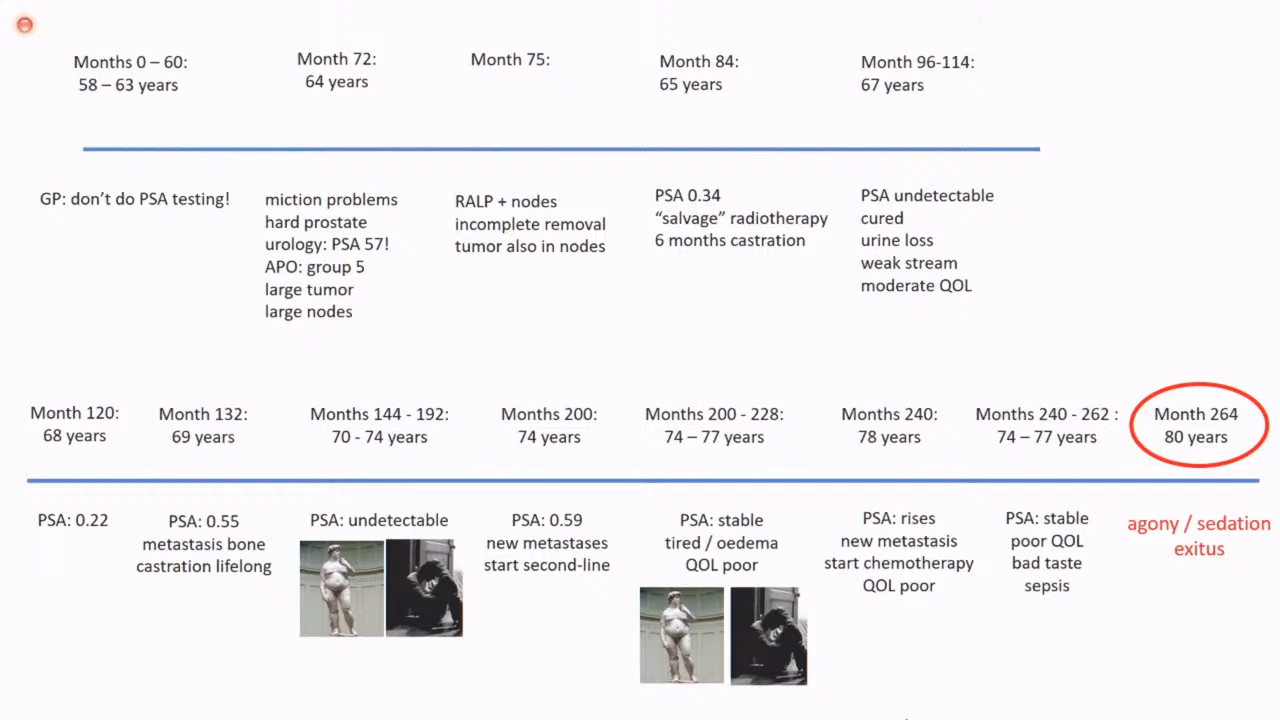 Months 0 – 60:
58 – 63 years
Month 72:
64 years
Month 75:
Month 84:
65 years
Month 96-114:
67 years
GP: don’t do PSA testing!
miction problems
hard prostate
urology: PSA 57!
APO: group 5
large tumor
large nodes
RALP + nodes
incomplete removal
tumor also in nodes
PSA 0.34
“salvage” radiotherapy
6 months castration
PSA undetectable
cured
urine loss
weak stream
moderate QOL
Month 120:
68 years
Month 132:
69 years
Months 144 - 192:
70 - 74 years
Months 200:
74 years
Months 200 - 228:
74 – 77 years
Months 240:
78 years
Months 240 - 262 :
74 – 77 years
Month 264
80 years
PSA: 0.22
PSA: 0.55
metastasis bone
castration lifelong
PSA: undetectable
PSA: 0.59
new metastases
start second-line
PSA: stable
tired / oedema
QOL poor
PSA: rises
new metastasis
start chemotherapy
QOL poor
PSA: stable
poor QOL
bad taste
sepsis
agony / sedation
exitus